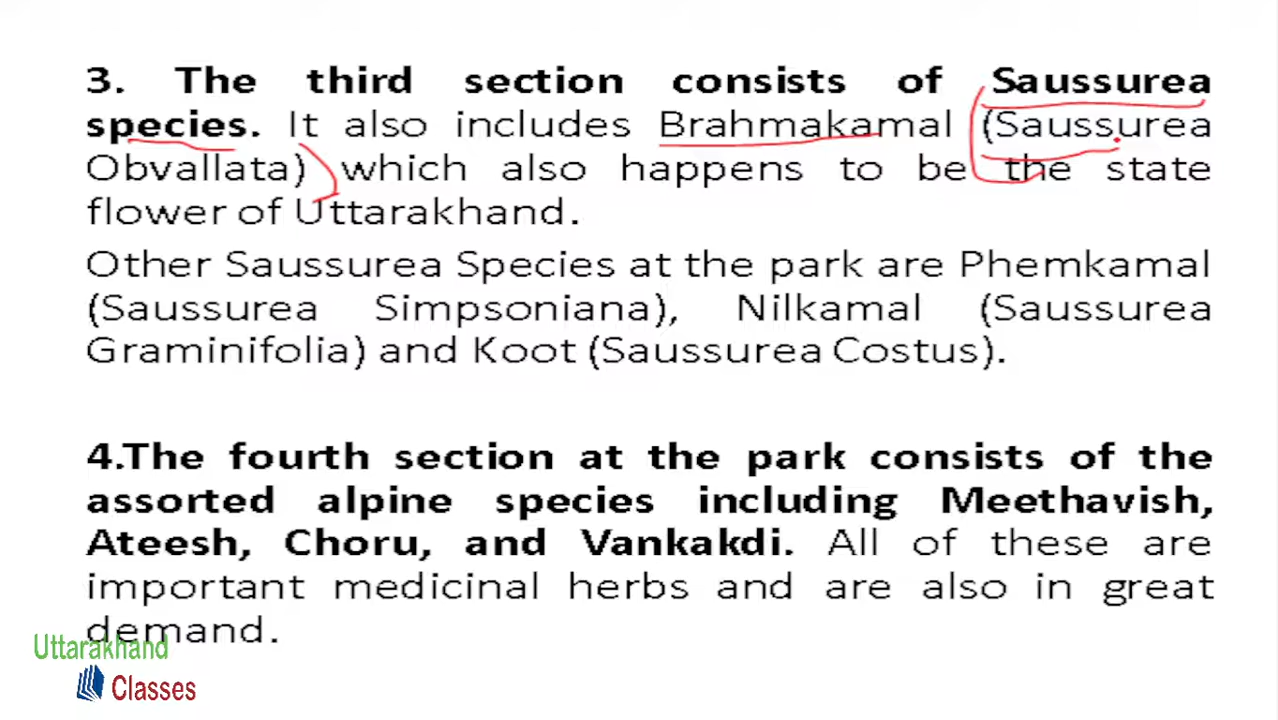 3. The third section consists of Saussurea
species. It also includes Brahmakamal (Saussurea
Obvallata) which also happens to be the state
flower of Uttarakhand.
Other Saussurea Species at the park are Phemkamal
(Saussurea Simpsoniana), Nilkamal (Saussurea
Graminifolia) and Koot (Saussurea Costus).
4.The fourth section at the park consists of the
assorted alpine species including Meethavish,
Ateesh, Choru, and Vankakdi. All of these are
important medicinal herbs and are also in great
demand.
Uttarakhand
Classes